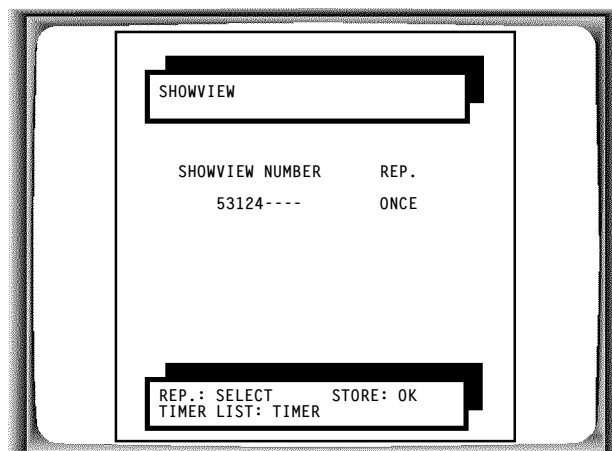 SHOWVIEW
SHOWVIEW NUMBER REP.
53124---- ONCE
REP.: SELECT STORE: OK
TIMER LIST: TIMER